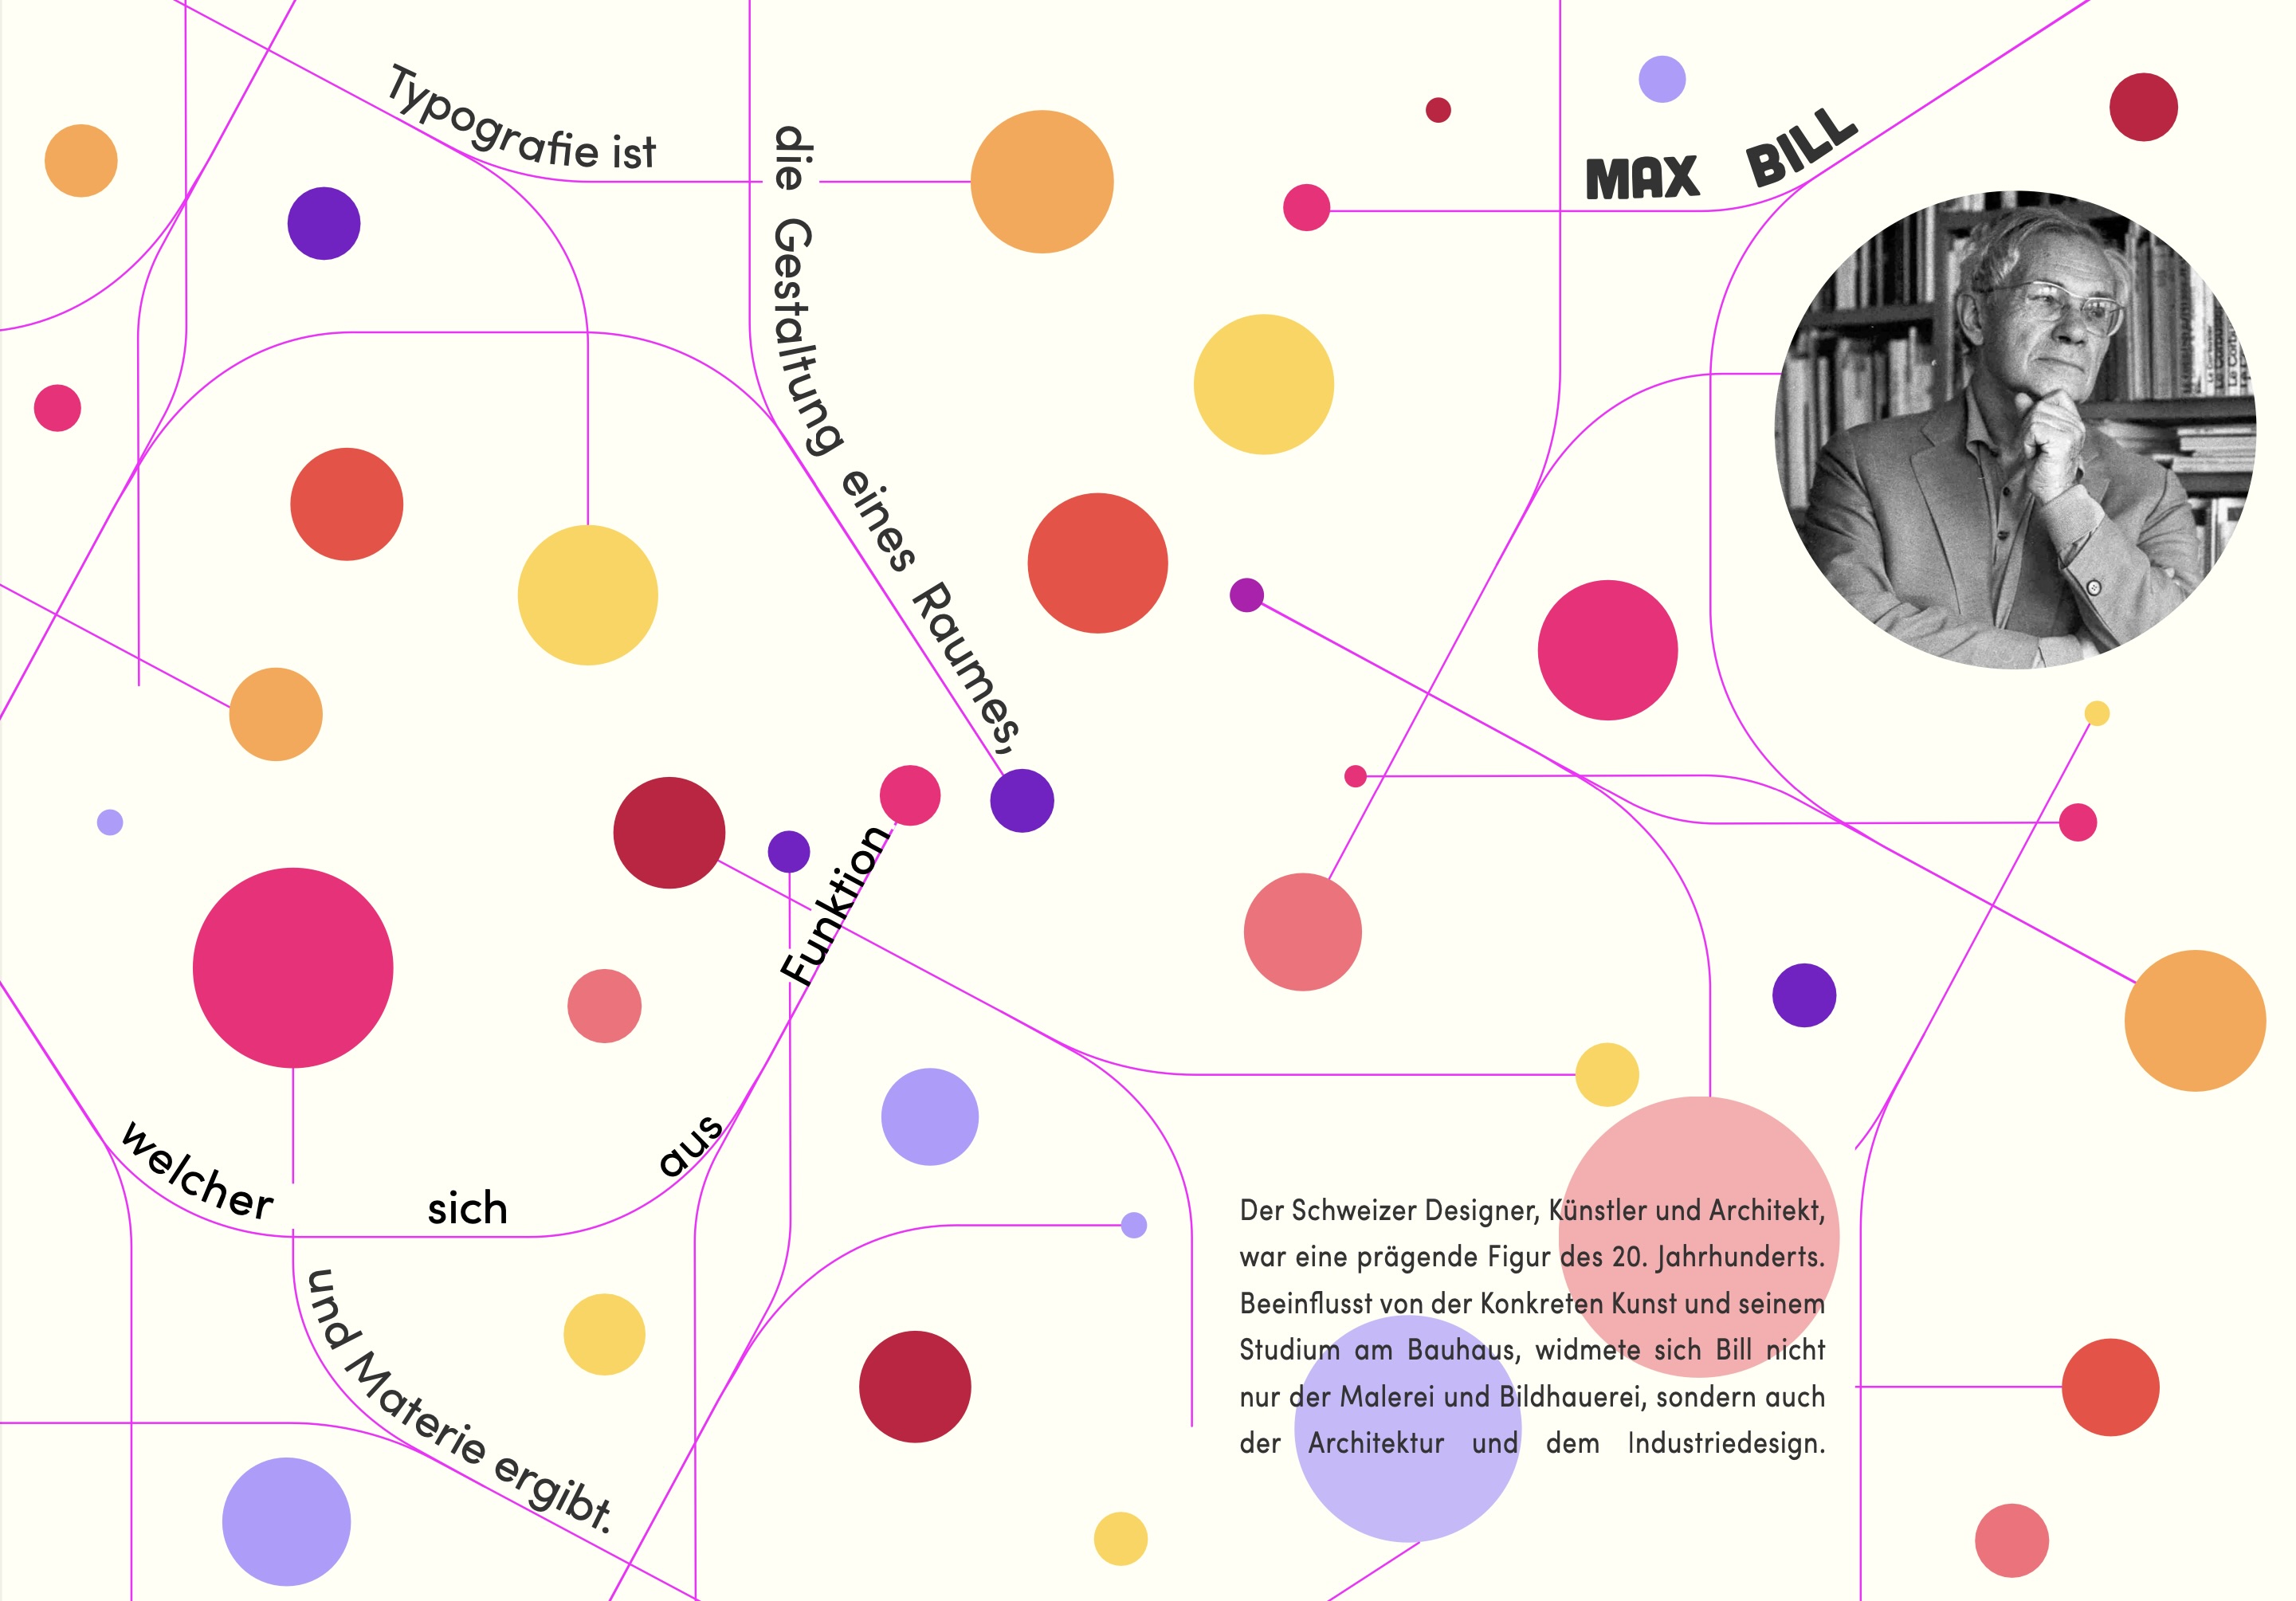 Typografie ist
die Gestaltung eines Raumes,
welcher sich aus Funktion
und Materie ergibt.
MAX BILL
Der Schweizer Designer, Künstler und Architekt,
war eine prägende Figur des 20. Jahrhunderts.
Beeinflusst von der Konkreten Kunst und seinem
Studium am Bauhaus, widmete sich Bill nicht
nur der Malerei und Bildhauerei, sondern auch
der Architektur und dem Industriedesign.